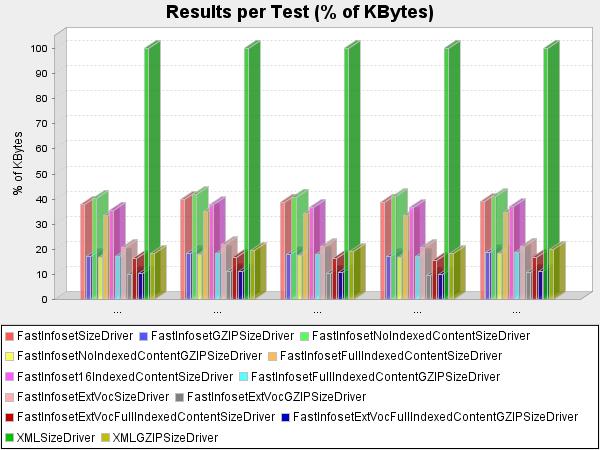 Results per Test (% of KBytes)
% of KBytes
100
90
80
70
60
50
40
30
20
10
0
... ... ... ... ...
FastInfosetSizeDriver FastInfosetGZIPSizeDriver FastInfosetNoIndexedContentSizeDriver
FastInfosetNoIndexedContentGZIPSizeDriver FastInfosetFullIndexedContentSizeDriver
FastInfoset16IndexedContentSizeDriver FastInfosetFullIndexedContentGZIPSizeDriver
FastInfosetExtVocSizeDriver FastInfosetExtVocGZIPSizeDriver
FastInfosetExtVocFullIndexedContentSizeDriver FastInfosetExtVocFullIndexedContentGZIPSizeDriver
XMLSizeDriver XMLGZIPSizeDriver